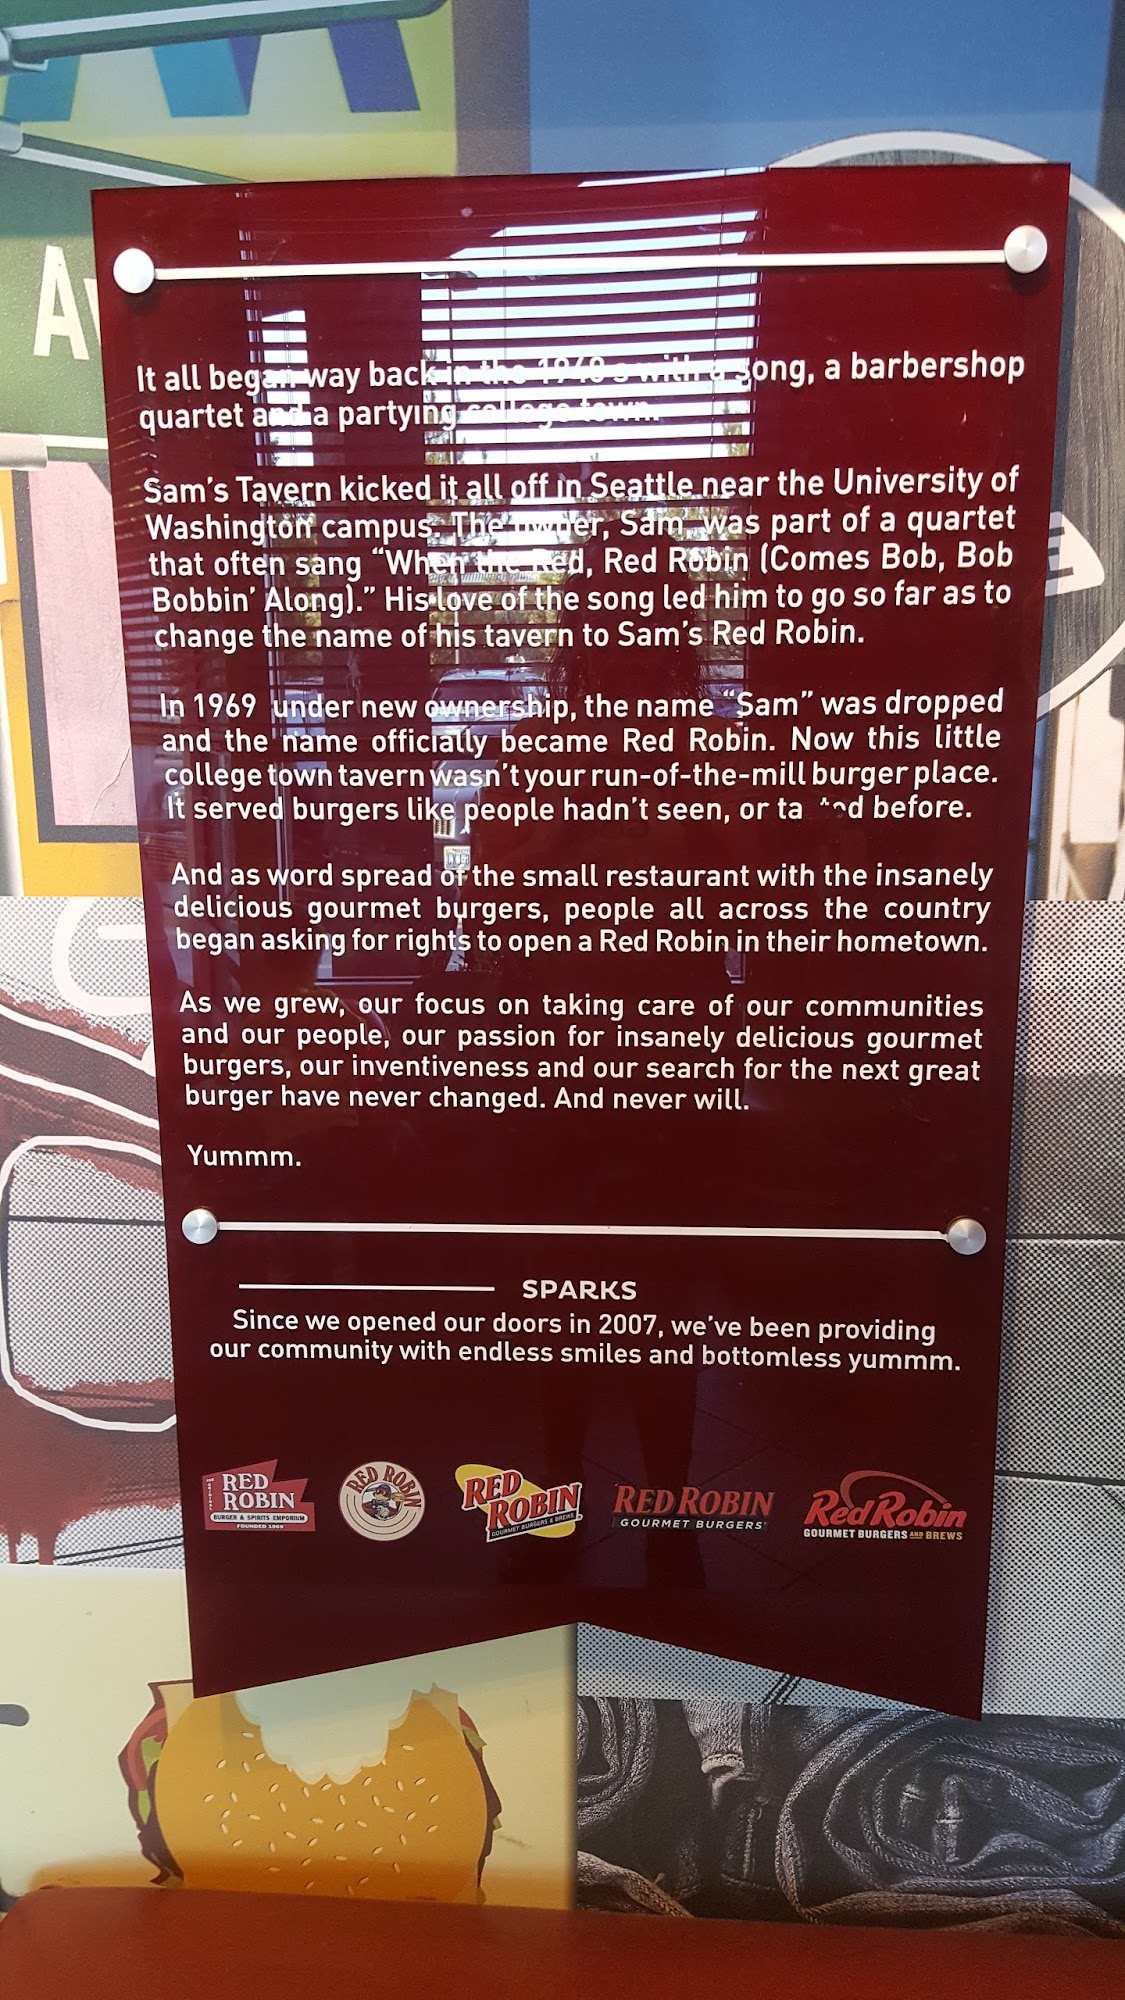 A
It all began way back in the 1940's with a song, a barbershop
quartet and a partying college town.
Sam's Tavern kicked it all off in Seattle near the University of
Washington campus. The owner, Sam, was part of a quartet
that often sang “When the Red, Red Robin (Comes Bob, Bob
Bobbin' Along).” His love of the song led him to go so far as to
change the name of his tavern to Sam's Red Robin.
In 1969 under new ownership, the name “Sam” was dropped
and the name officially became Red Robin. Now this little
college town tavern wasn't your run-of-the-mill burger place.
It served burgers like people hadn't seen, or ta d before.
And as word spread of the small restaurant with the insanely
delicious gourmet burgers, people all across the country
began asking for rights to open a Red Robin in their hometown.
As we grew, our focus on taking care of our communities
and our people, our passion for insanely delicious gourmet
burgers, our inventiveness and our search for the next great
burger have never changed. And never will.
Yummm.
SPARKS
Since we opened our doors in 2007, we've been providing
our community with endless smiles and bottomless yummm.
RED
ROBIN
BURGER & SPIRITS EMPORIUM
FOUNDED 1969
RED ROBIN
RED
ROBIN
GOURMET BURGERS & BREWS
RED ROBIN
GOURMET BURGERS
Red Robin
GOURMET BURGERS AND BREWS